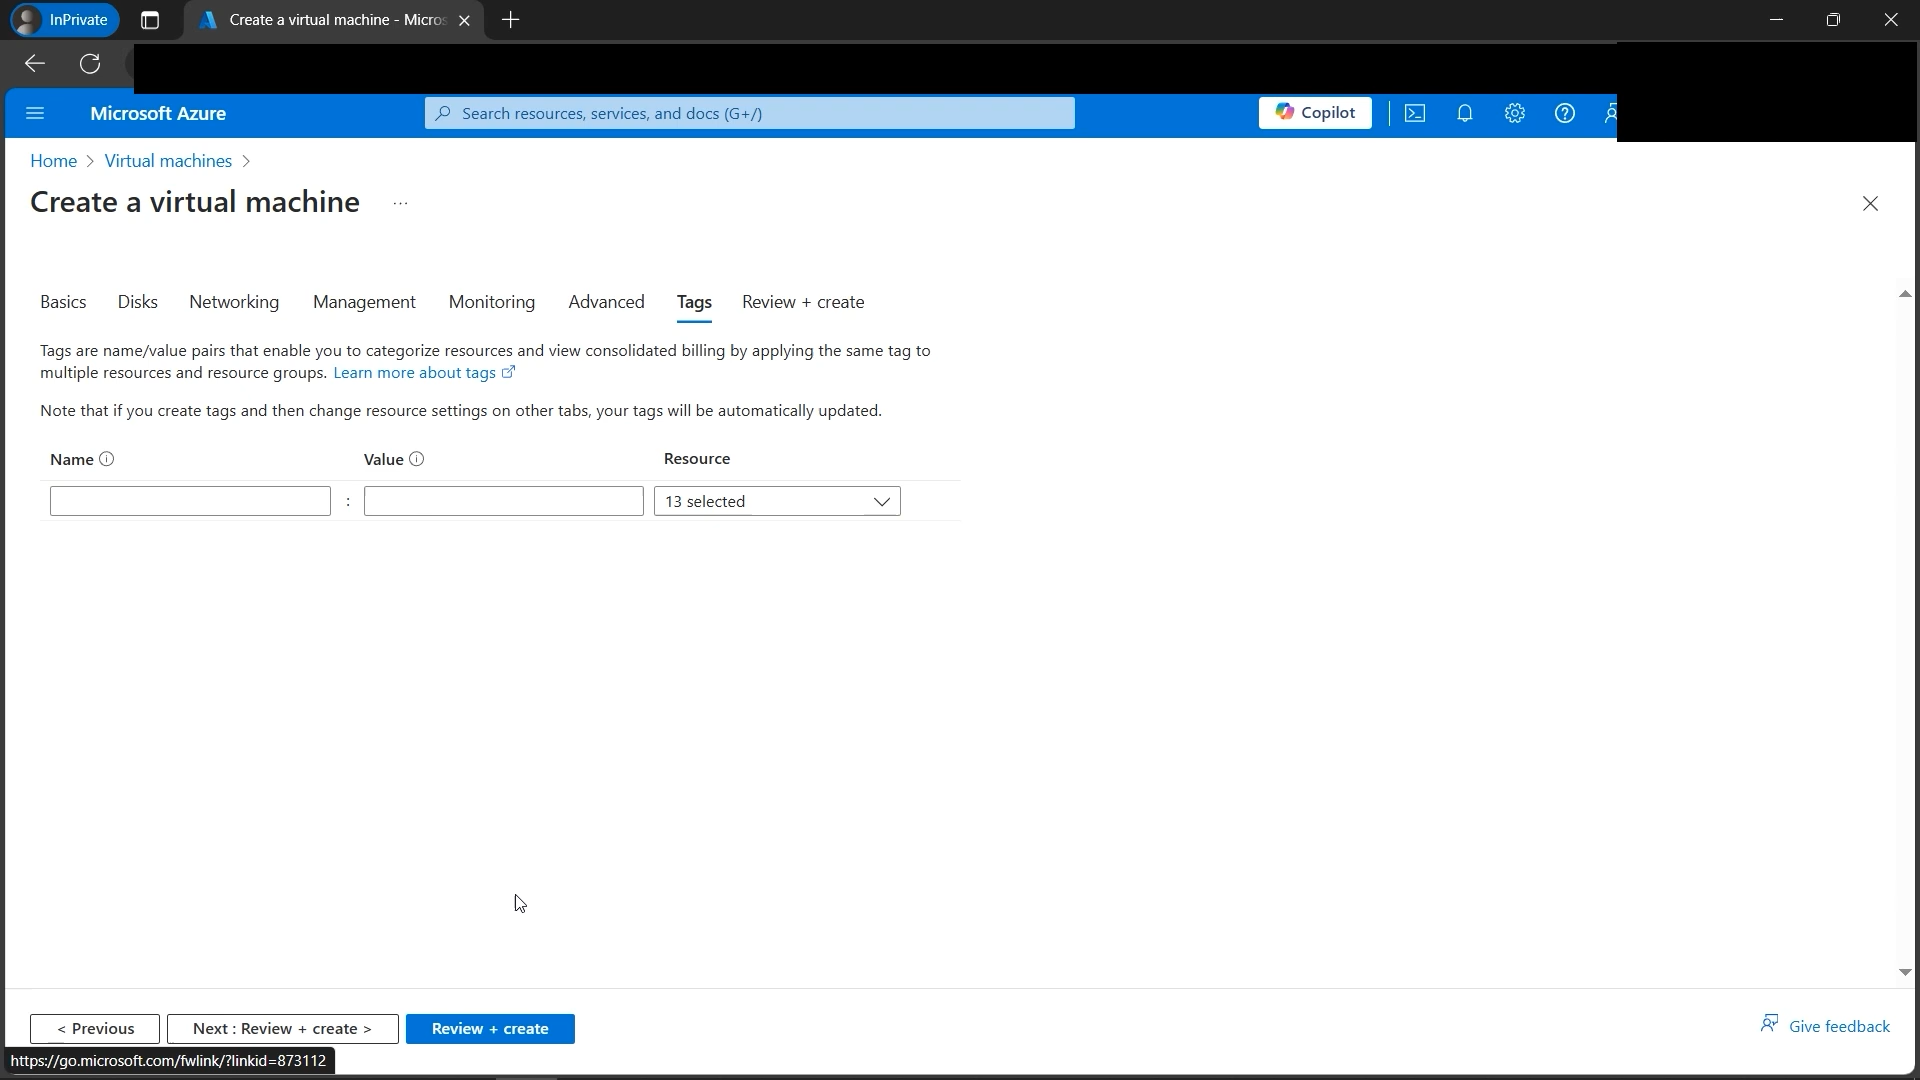 InPrivate
Create a virtual machine - Micros
Microsoft Azure
Search resources, services, and docs (G+/)
Copilot
Home > Virtual machines >
Create a virtual machine ...
Basics Disks Networking Management Monitoring Advanced Tags Review + create
Tags are name/value pairs that enable you to categorize resources and view consolidated billing by applying the same tag to
multiple resources and resource groups. Learn more about tags
Note that if you create tags and then change resource settings on other tabs, your tags will be automatically updated.
Name Value Resource
: 13 selected
< Previous Next : Review + create > Review + create
Give feedback
https://go.microsoft.com/fwlink/?linkid=873112